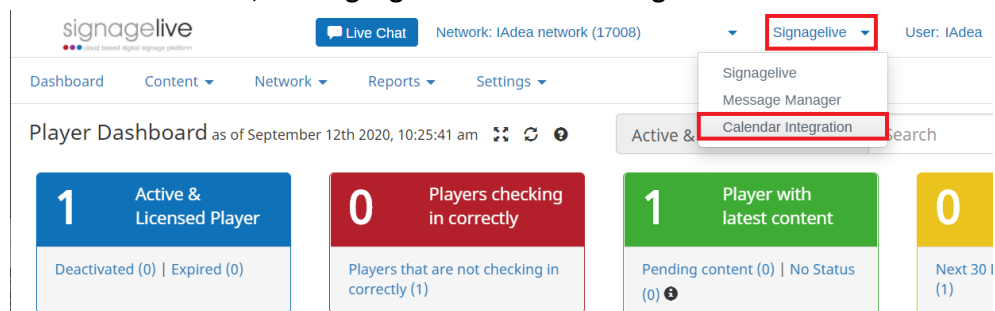 signagelive
cloud based digital signage platform
Live Chat
Network: IAdea network (17008)
Signagelive
User: IAdea
Signagelive
Message Manager
Calendar Integration
Dashboard
Content
Network
Reports
Settings
Player Dashboard as of September 12th 2020, 10:25:41 am
Active &
Search
1
Active &
Licensed Player
Deactivated (0) | Expired (0)
0
Players checking
in correctly
Players that are not checking in
correctly (1)
1
Player with
latest content
Pending content (0) | No Status
(0)
0
Next 30
(1)